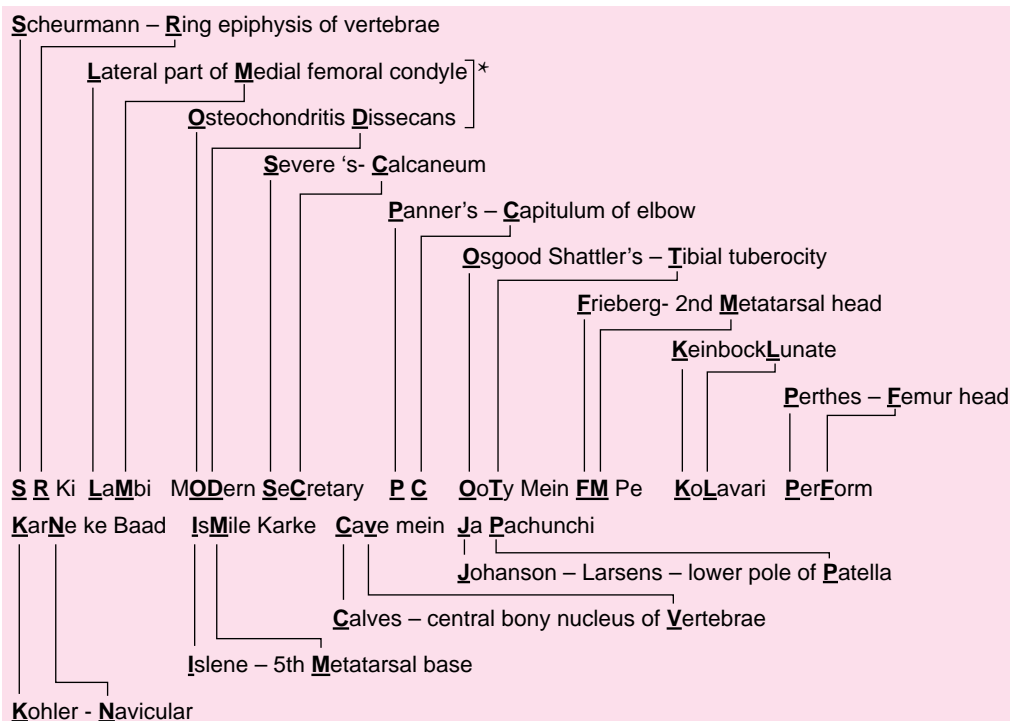 Scheurmann – Ring epiphysis of vertebrae
Lateral part of Medial femoral condyle *
Osteochondritis Dissecans
Severe ‘s- Calcaneum
Panner’s – Capitulum of elbow
Osgood Shattler’s – Tibial tuberocity
Frieberg- 2nd Metatarsal head
KeinbockLunate
Perthes – Femur head
S R Ki LaMbi MODern SeCretary P C OoTy Mein FM Pe KoLavari PerForm
KarNe ke Baad IsMile Karke Cave mein Ja Pachunchi
Johanson – Larsens – lower pole of Patella
Calves – central bony nucleus of Vertebrae
Islene – 5th Metatarsal base
Kohler - Navicular